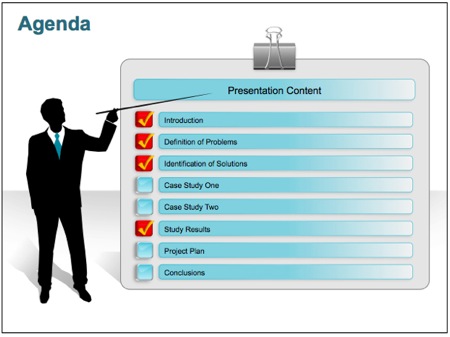 Agenda
Presentation Content
Introduction
Definition of Problems
Identification of Solutions
Case Study One
Case Study Two
Study Results
Project Plan
Conclusions